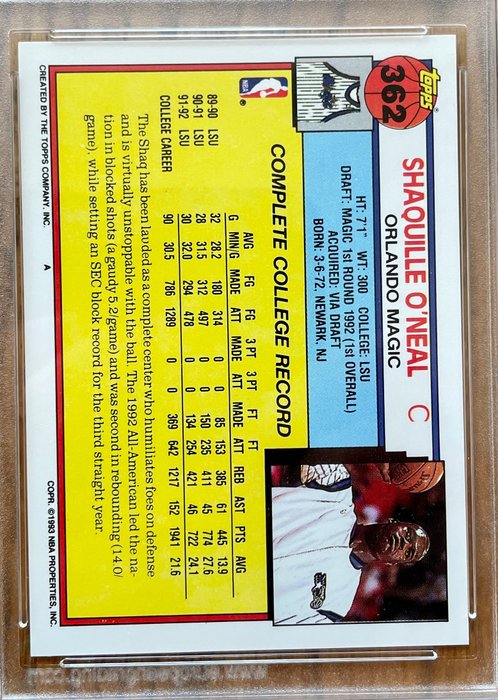 TOPPS®
362
SHAQUILLE O'NEAL C
ORLANDO MAGIC
HT: 7'1" WT: 300 COLLEGE: LSU
DRAFT: MAGIC 1st ROUND 1992 (1st OVERALL)
ACQUIRED: VIA DRAFT
BORN: 3-6-72, NEWARK, NJ
COMPLETE COLLEGE RECORD
NBA ®
AVG FG FG 3 PT 3 PT FT FT
G MIN/G MADE ATT MADE ATT MADE ATT REB AST PTS AVG
89-90 LSU 32 28.2 180 314 0 0 85 153 385 61 445 13.9
90-91 LSU 28 31.5 312 497 0 0 150 235 411 45 774 27.6
91-92 LSU 30 32.0 294 478 0 0 134 254 421 46 722 24.1
COLLEGE CAREER 90 30.5 786 1289 0 0 369 642 1217 152 1941 21.6
The Shaq has been lauded as a complete center who humiliates foes on defense
and is virtually unstoppable with the ball. The 1992 All-American led the na-
tion in blocked shots (a gaudy 5.2/game) and was second in rebounding (14.0/
game), while setting an SEC block record for the third straight year.
CREATED BY THE TOPPS COMPANY, INC. A COPR. ©1993 NBA PROPERTIES, INC.